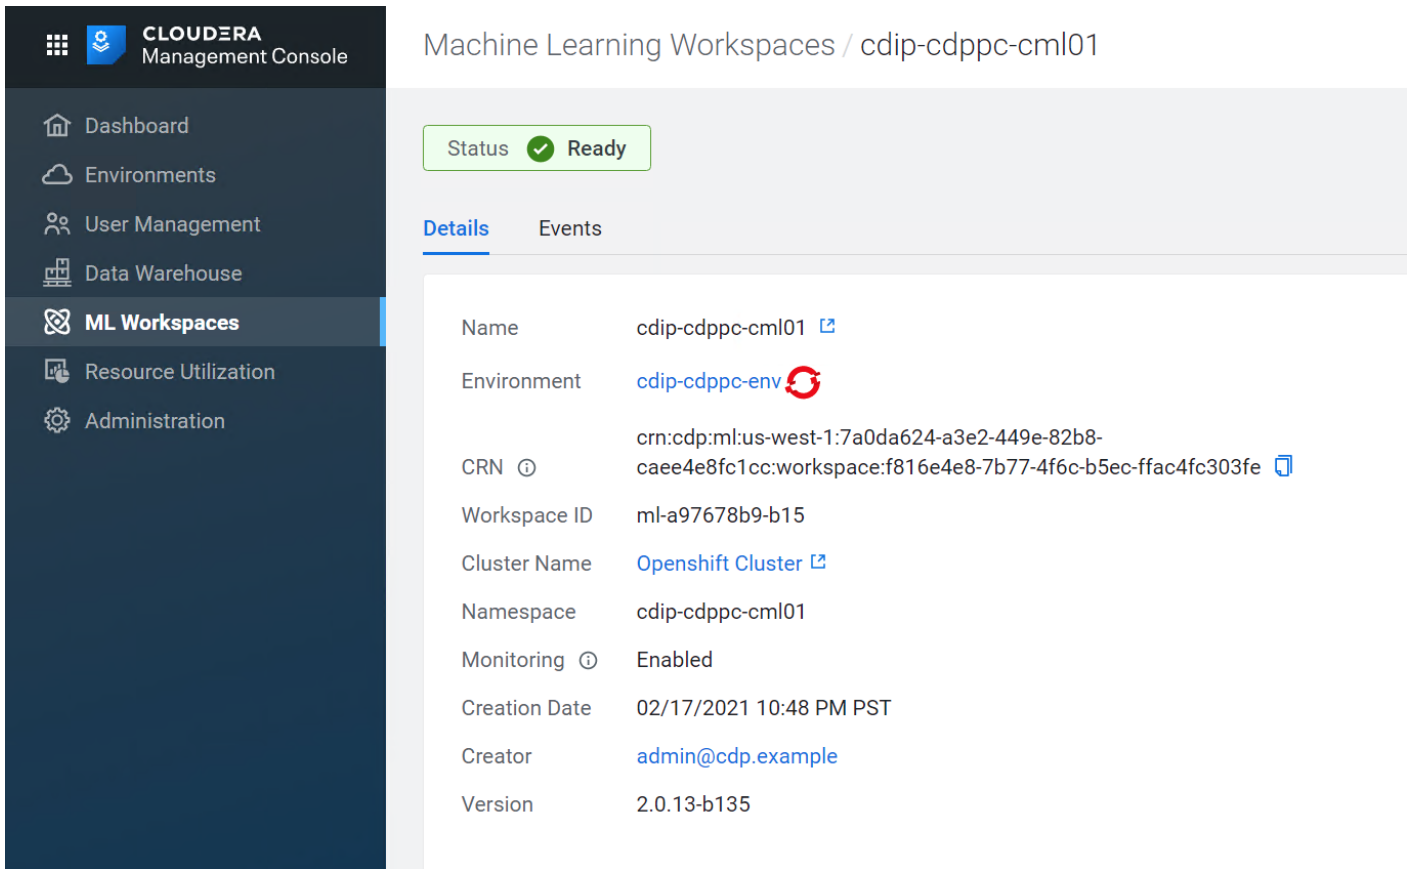 CLOUDERA
Management Console
Machine Learning Workspaces / cdip-cdppc-cml01
Dashboard
Environments
User Management
Data Warehouse
ML Workspaces
Resource Utilization
Administration
Status Ready
Details Events
Name cdip-cdppc-cml01
Environment cdip-cdppc-env
crn:cdp:ml:us-west-1:7a0da624-a3e2-449e-82b8-
CRN caee4e8fc1cc:workspace:f816e4e8-7b77-4f6c-b5ec-ffac4fc303fe
Workspace ID ml-a97678b9-b15
Cluster Name Openshift Cluster
Namespace cdip-cdppc-cml01
Monitoring Enabled
Creation Date 02/17/2021 10:48 PM PST
Creator admin@cdp.example
Version 2.0.13-b135